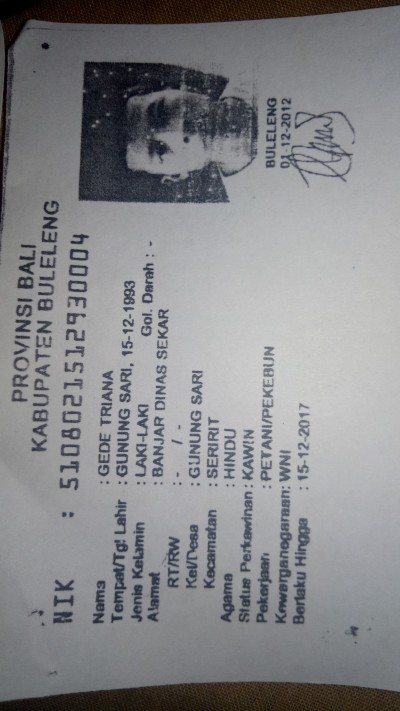 PROVINSI BALI
KABUPATEN BULELENG
NIK : 5108021512930004
Nama : GEDE TRIANA
Tempat/Tgl Lahir : GUNUNG SARI, 15-12-1993
Jenis Kelamin : LAKI-LAKI Gol. Darah : -
Alamat : BANJAR DINAS SEKAR
RT/RW : - / -
Kel/Desa : GUNUNG SARI
Kecamatan : SERIRIT
Agama : HINDU
Status Perkawinan : KAWIN
Pekerjaan : PETANI/PEKEBUN
Kewarganegaraan: WNI
Berlaku Hingga : 15-12-2017
BULELENG
01-12-2012